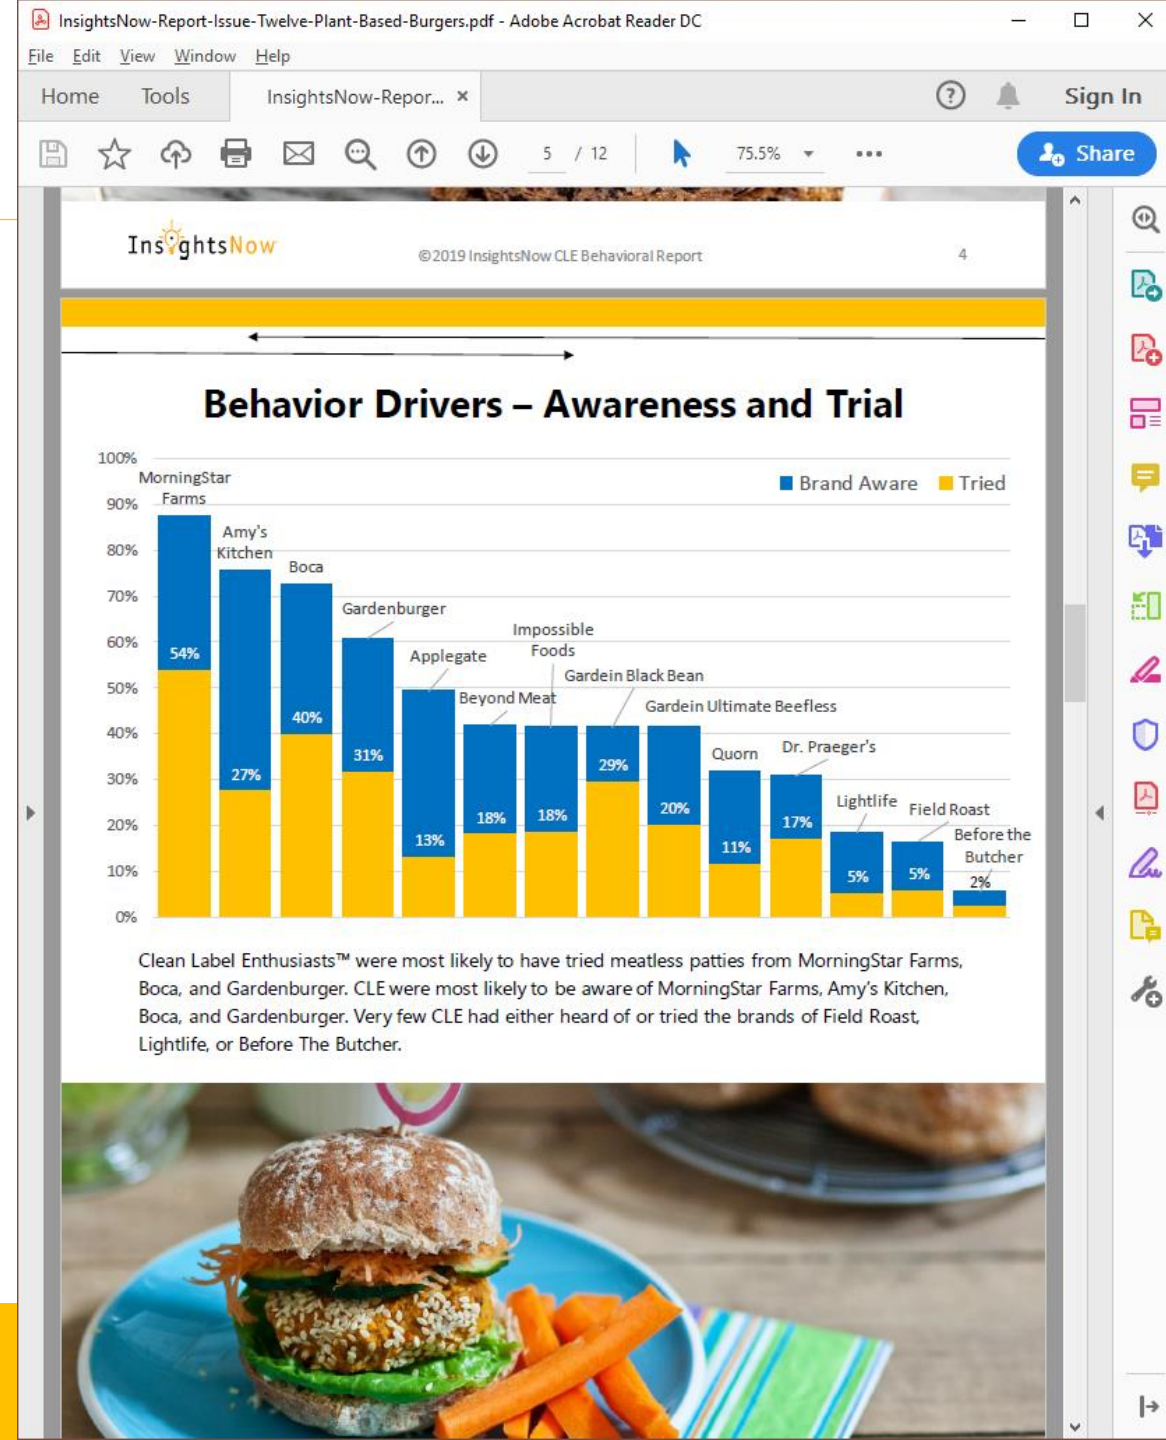 InsightsNow-Report-Issue-Twelve-Plant-Based-Burgers.pdf - Adobe Acrobat Reader DC
File Edit View Window Help
Home Tools InsightsNow-Repor... × Sign In
5 / 12 75.5% Share
InsightsNow
©2019 InsightsNow CLE Behavioral Report
4
Behavior Drivers – Awareness and Trial
100%
90%
80%
70%
60%
50%
40%
30%
20%
10%
0%
Brand Aware Tried
MorningStar
Farms
54%
Amy's
Kitchen
27%
Boca
40%
Gardenburger
31%
Applegate
13%
Beyond Meat
18%
Impossible
Foods
18%
Gardein Black Bean
29%
Gardein Ultimate Beefless
20%
Quorn
11%
Dr. Praeger's
17%
Lightlife
5%
Field Roast
5%
Before the
Butcher
2%
Clean Label Enthusiasts™ were most likely to have tried meatless patties from MorningStar Farms,
Boca, and Gardenburger. CLE were most likely to be aware of MorningStar Farms, Amy's Kitchen,
Boca, and Gardenburger. Very few CLE had either heard of or tried the brands of Field Roast,
Lightlife, or Before The Butcher.